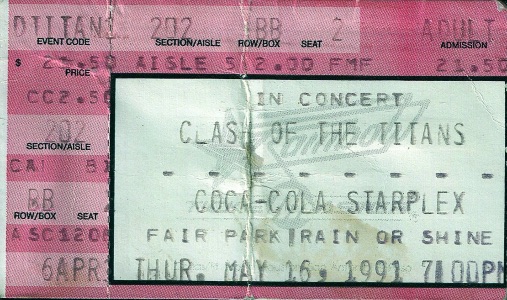 DTITANS 202 BB 2 ADULT
EVENT CODE SECTION/AISLE ROW/BOX SEAT ADMISSION
$ 21.50 AISLE 5 2.00 FMF 21.50
PRICE
CC2.50 IN CONCERT
202 CLASH OF THE TITANS
SECTION/AISLE
CA
BB COCA-COLA STARPLEX
ROW/BOX SEAT
ASC1206 FAIR PARK/RAIN OR SHINE
6APR THUR. MAY 16, 1991 7:00PM